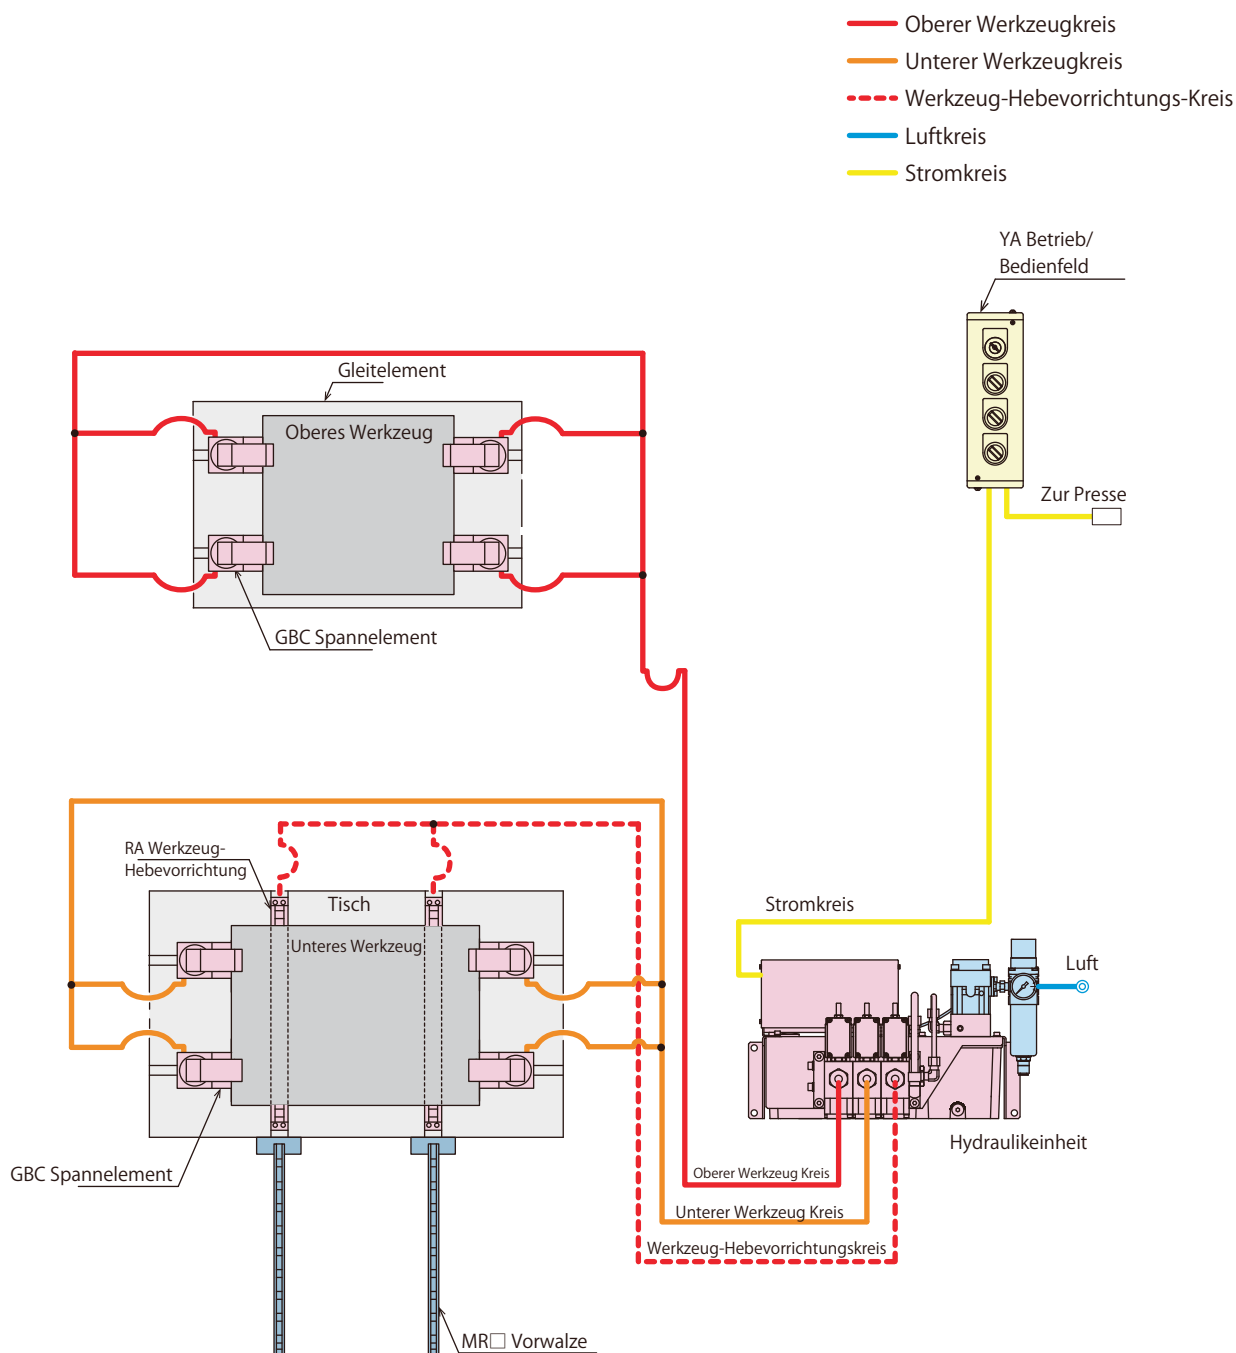 Oberer Werkzeugkreis
Unterer Werkzeugkreis
Werkzeug-Hebevorrichtungs-Kreis
Luftkreis
Stromkreis
YA Betrieb/
Bedienfeld
Gleitelement
Oberes Werkzeug
Zur Presse
GBC Spannelement
RA Werkzeug-
Hebevorrichtung
Tisch
Unteres Werkzeug
Stromkreis
Luft
Hydraulikeinheit
GBC Spannelement
Oberer Werkzeug Kreis
Unterer Werkzeug Kreis
Werkzeug-Hebevorrichtungskreis
MR□ Vorwalze